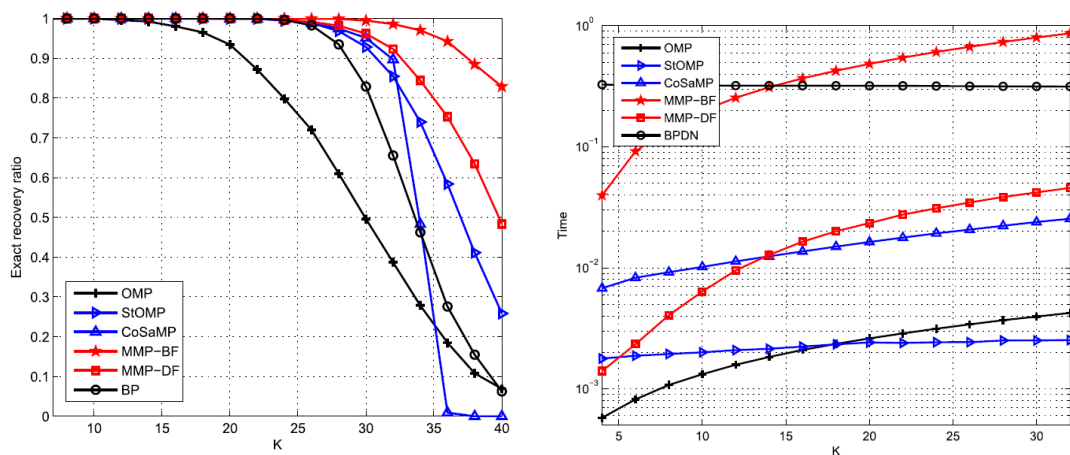 1
0.9
0.8
0.7
0.6
0.5
0.4
0.3
0.2
0.1
0
Exact recovery ratio
OMP
StOMP
CoSaMP
MMP-BF
MMP-DF
BP
10 15 20 25 30 35 40
K
10^0
10^-1
10^-2
10^-3
Time
OMP
StOMP
CoSaMP
MMP-BF
MMP-DF
BPDN
5 10 15 20 25 30
K